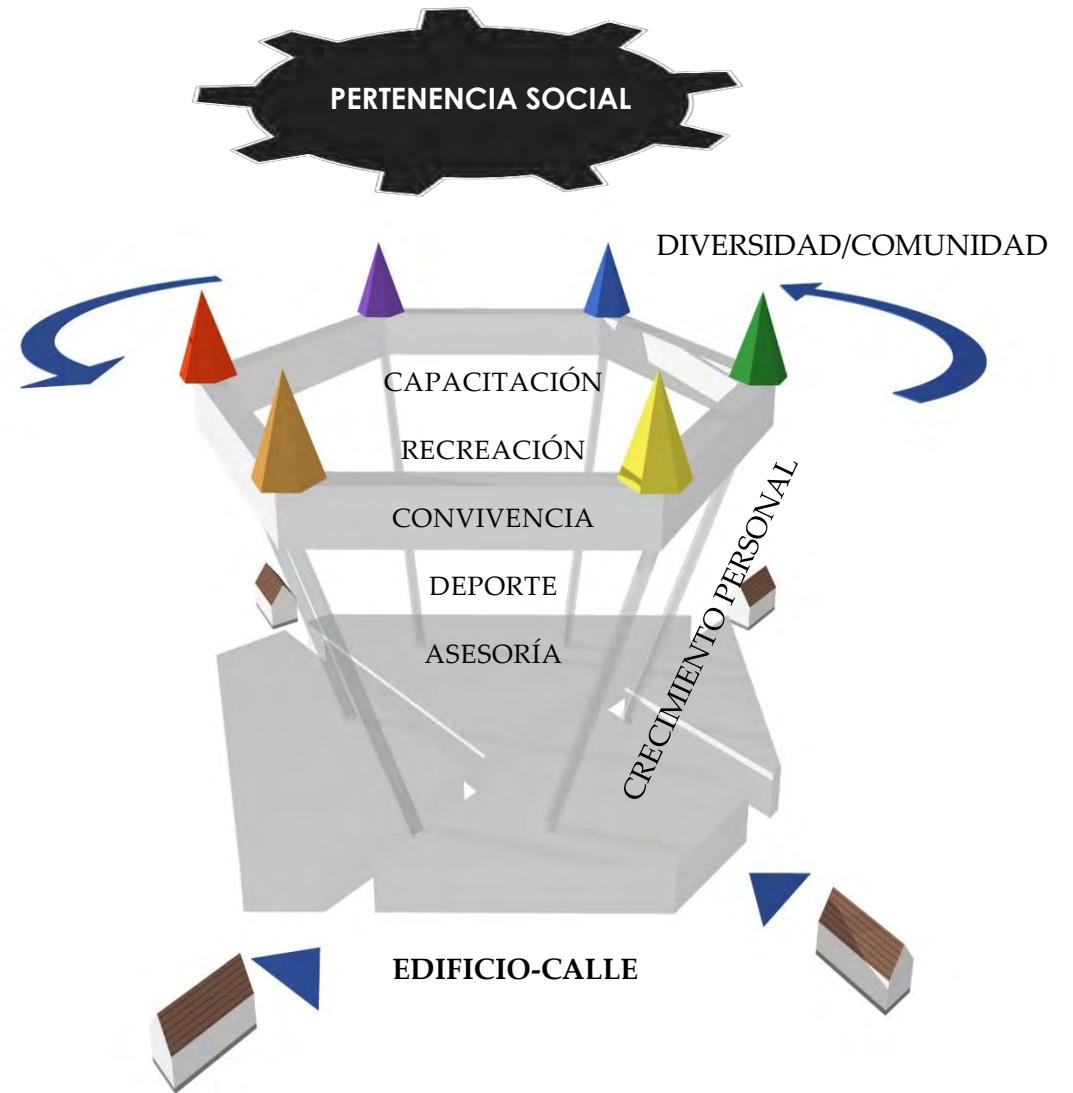 PERTENENCIA SOCIAL
DIVERSIDAD/COMUNIDAD
CAPACITACIÓN
RECREACIÓN
CONVIVENCIA
DEPORTE
ASESORÍA
CRECIMIENTO PERSONAL
EDIFICIO-CALLE